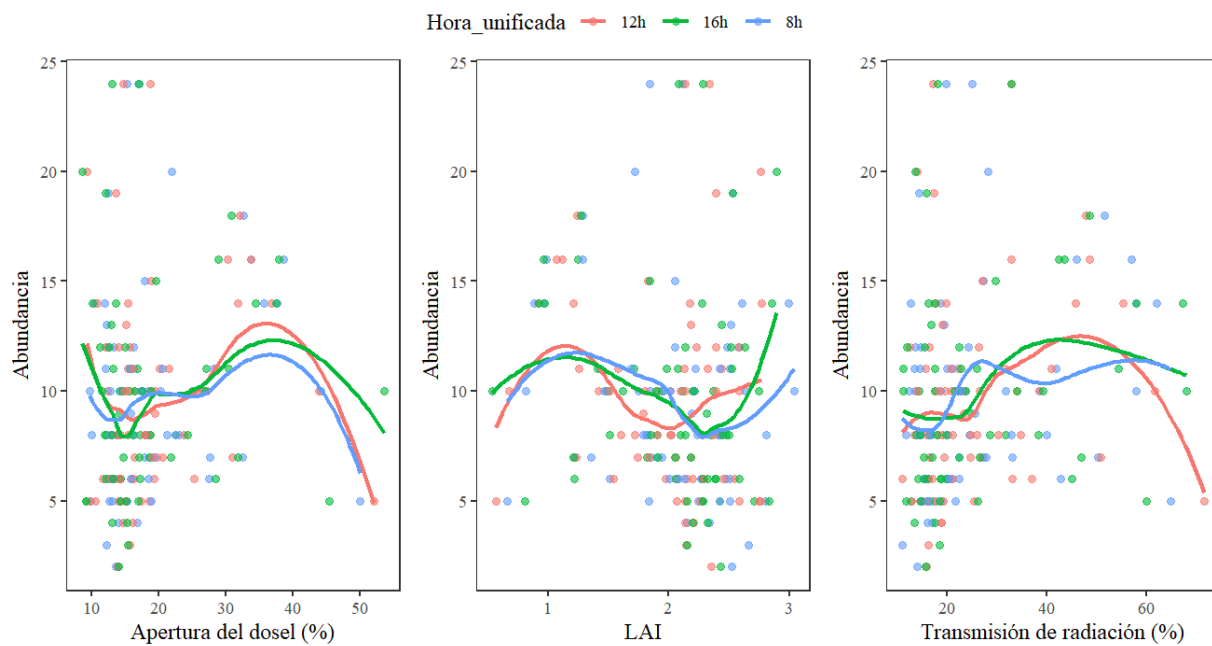 Hora_unificada 12h 16h 8h
Abundancia
25
20
15
10
5
10 20 30 40 50
Apertura del dosel (%)
Abundancia
25
20
15
10
5
1 2 3
LAI
Abundancia
25
20
15
10
5
20 40 60
Transmisión de radiación (%)